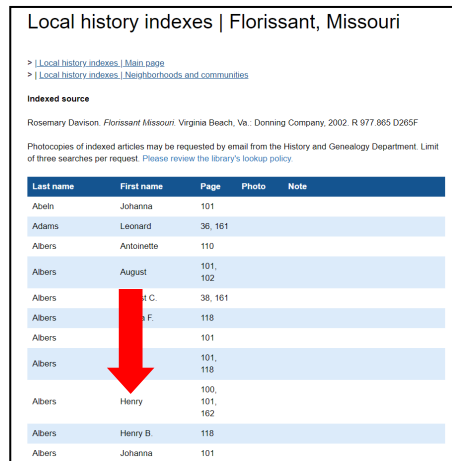 Local history indexes | Florissant, Missouri
> | Local history indexes | Main page
> | Local history indexes | Neighborhoods and communities
Indexed source
Rosemary Davison. Florissant Missouri. Virginia Beach, Va.: Donning Company, 2002. R 977.865 D265F
Photocopies of indexed articles may be requested by email from the History and Genealogy Department. Limit
of three searches per request. Please review the library's lookup policy.
Last name First name Page Photo Note
Abeln Johanna 101
Adams Leonard 36, 161
Albers Antoinette 110
Albers August 101,
102
Albers C. 38, 161
Albers F. 118
Albers 101
Albers 101,
118
Albers Henry 100,
101,
162
Albers Henry B. 118
Albers Johanna 101